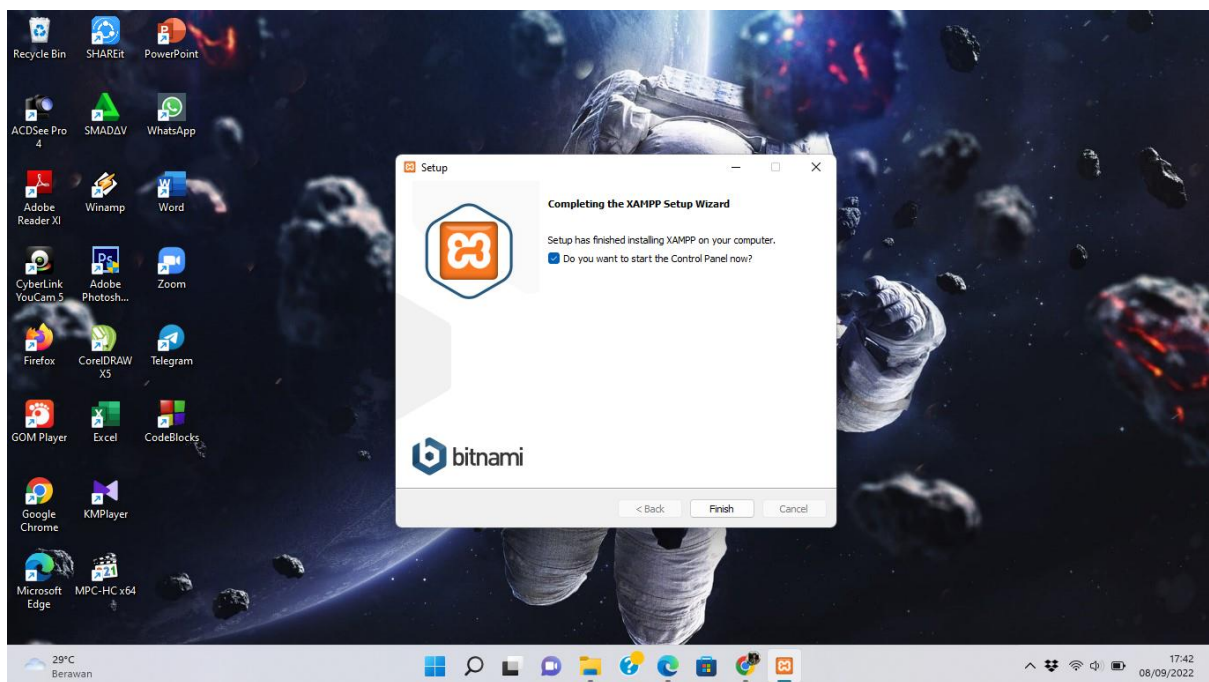 Recycle Bin
SHAREit
PowerPoint
ACDSee Pro
4
SMADΔV
WhatsApp
Adobe
Reader XI
Winamp
Word
CyberLink
YouCam 5
Adobe
Photosh...
Zoom
Firefox
CorelDRAW
X5
Telegram
GOM Player
Excel
CodeBlocks
Google
Chrome
KMPlayer
Microsoft
Edge
MPC-HC x64
Setup
Completing the XAMPP Setup Wizard
Setup has finished installing XAMPP on your computer.
Do you want to start the Control Panel now?
bitnami
< Back
Finish
Cancel
29°C
Berawan
17:42
08/09/2022